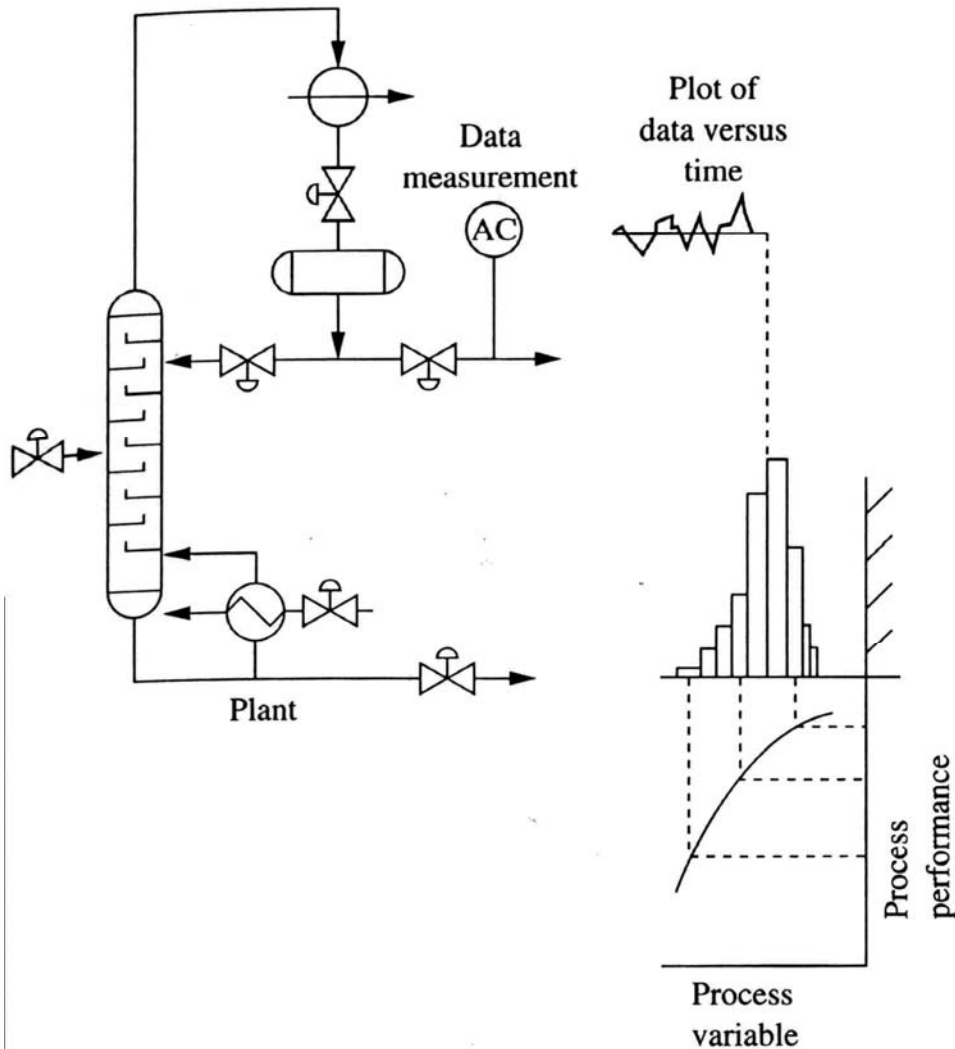 Plot of
data versus
time
Data
measurement
AC
Plant
Process
performance
Process
variable